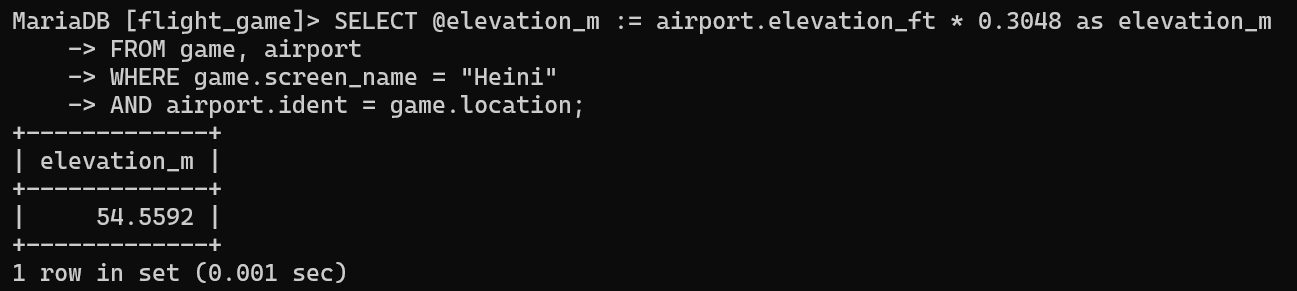 MariaDB [flight_game]> SELECT @elevation_m := airport.elevation_ft * 0.3048 as elevation_m
    -> FROM game, airport
    -> WHERE game.screen_name = "Heini"
    -> AND airport.ident = game.location;
+-------------+
| elevation_m |
+-------------+
|     54.5592 |
+-------------+
1 row in set (0.001 sec)